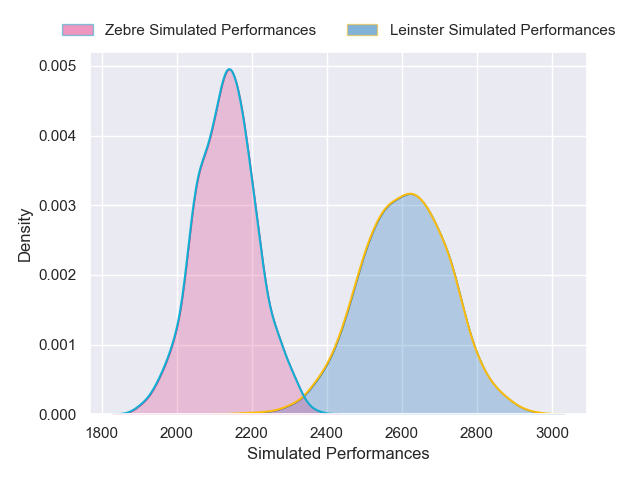 Zebre Simulated Performances Leinster Simulated Performances
0.005
0.004
0.003
0.002
0.001
0.000
Density
1800 2000 2200 2400 2600 2800 3000
Simulated Performances